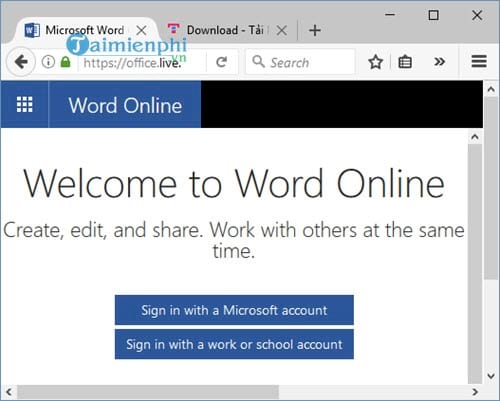 Microsoft Word
Download - Tải
Taimienphi
.vn
https://office.live.
Search
Word Online
Welcome to Word Online
Create, edit, and share. Work with others at the same
time.
Sign in with a Microsoft account
Sign in with a work or school account